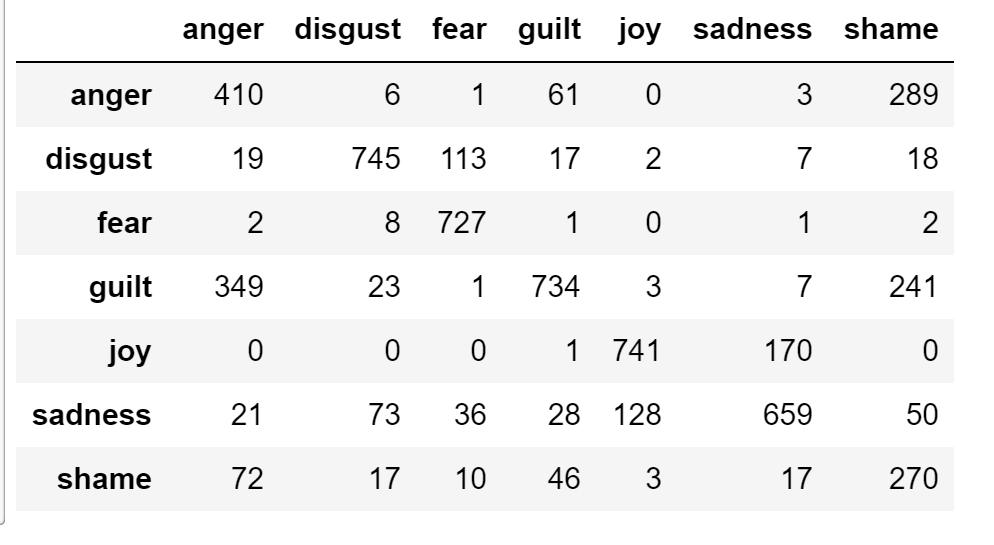 anger disgust fear guilt joy sadness shame
anger 410 6 1 61 0 3 289
disgust 19 745 113 17 2 7 18
fear 2 8 727 1 0 1 2
guilt 349 23 1 734 3 7 241
joy 0 0 0 1 741 170 0
sadness 21 73 36 28 128 659 50
shame 72 17 10 46 3 17 270